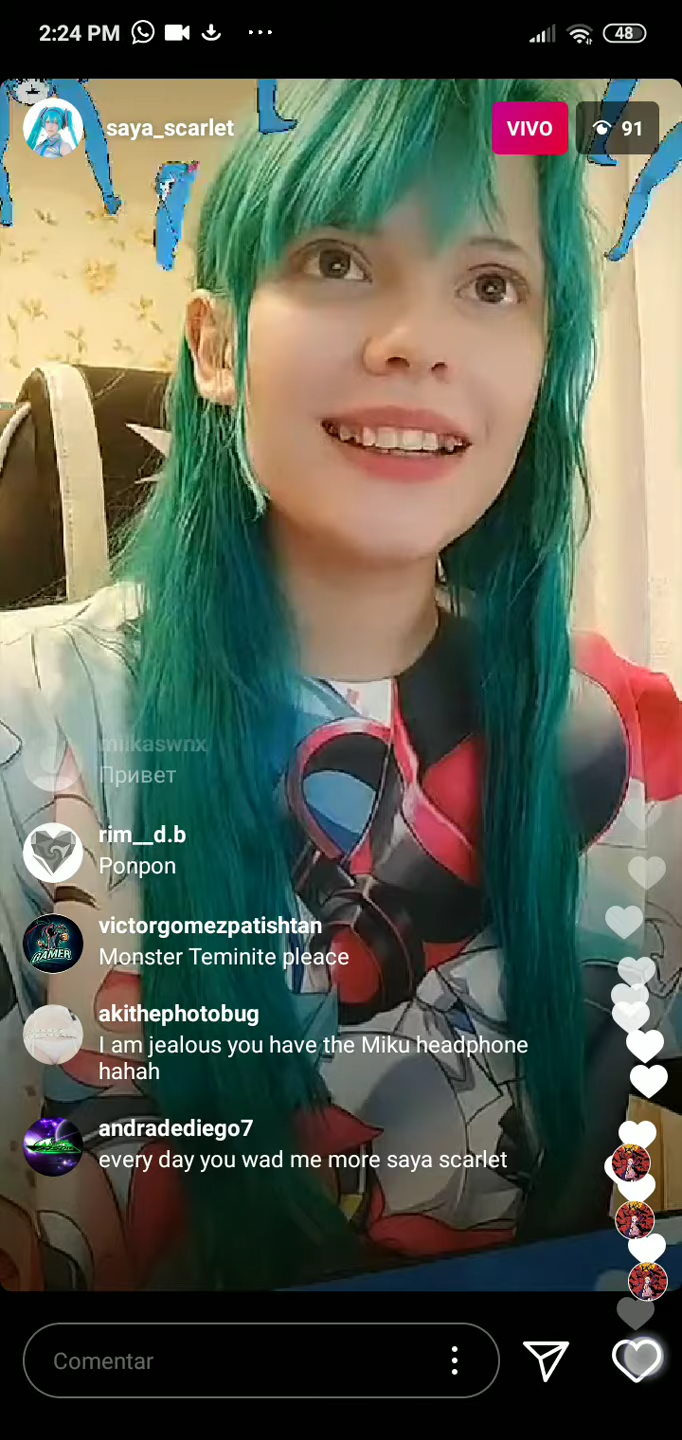 2:24 PM
48
saya_scarlet
VIVO
91
milkaswnx
Привет
rim__d.b
Ponpon
victorgomezpatishtan
Monster Teminite pleace
akithephotobug
I am jealous you have the Miku headphone
hahah
andradediego7
every day you wad me more saya scarlet
Comentar